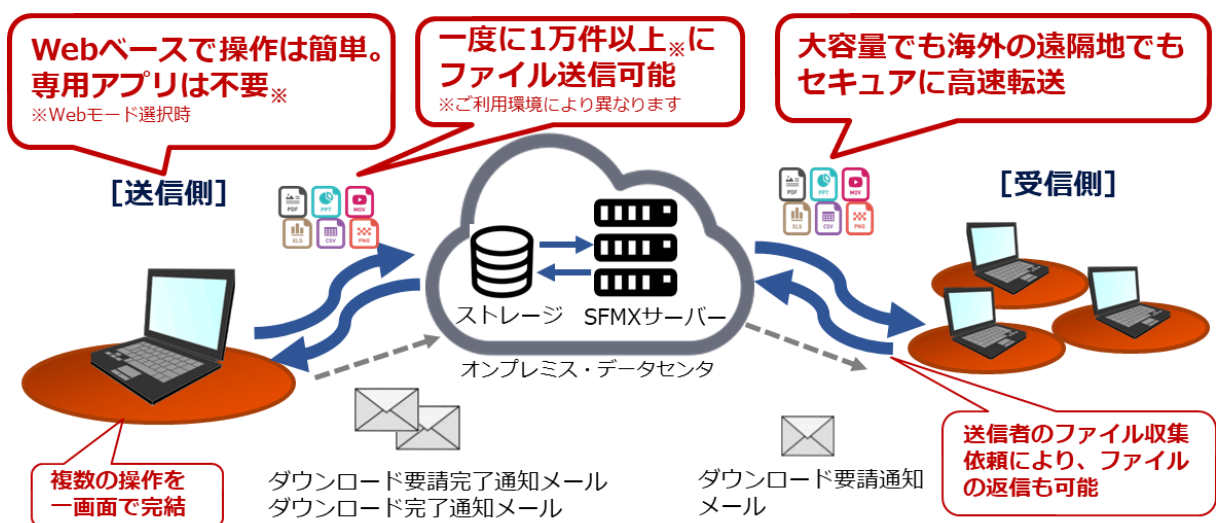 Webベースで操作は簡単。
専用アプリは不要※
※Webモード選択時
一度に1万件以上※に
ファイル送信可能
※ご利用環境により異なります
大容量でも海外の遠隔地でも
セキュアに高速転送
［送信側］
PDF
PPT
MOV
XLS
CSV
PNG
PDF
PPT
MOV
XLS
CSV
PNG
［受信側］
ストレージ
SFMXサーバー
オンプレミス・データセンタ
複数の操作を
一画面で完結
ダウンロード要請完了通知メール
ダウンロード完了通知メール
ダウンロード要請通知
メール
送信者のファイル収集
依頼により、ファイル
の返信も可能